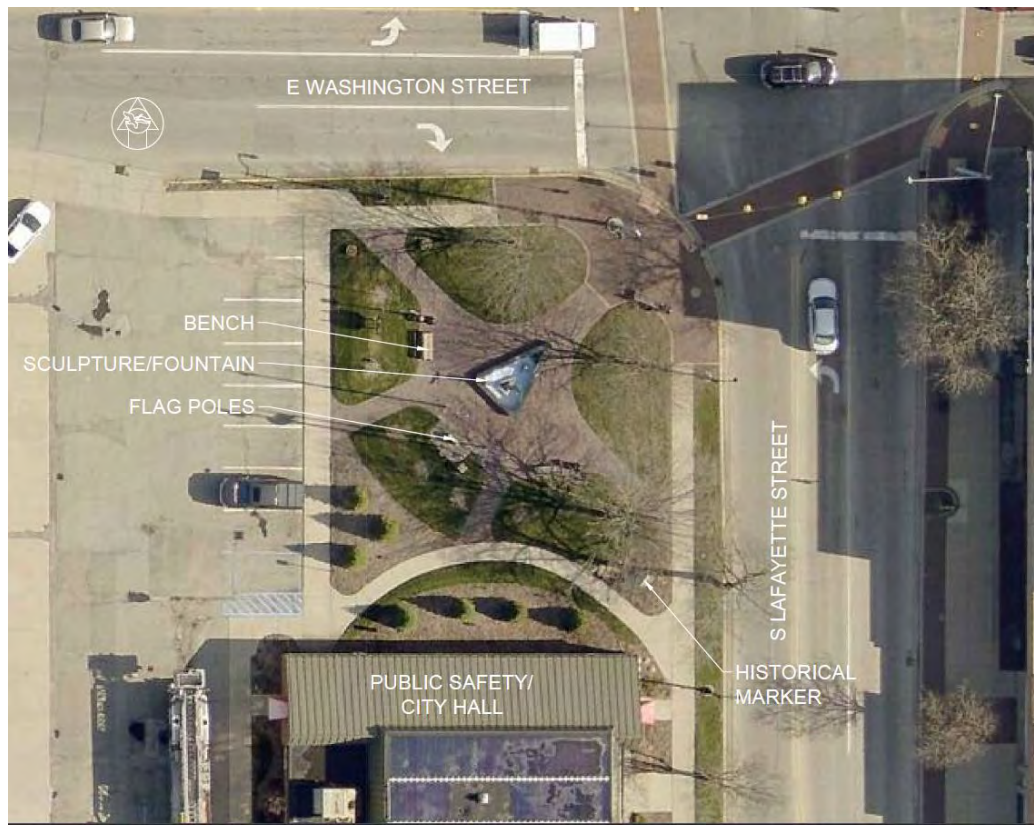 E WASHINGTON STREET
BENCH
SCULPTURE/FOUNTAIN
FLAG POLES
S LAFAYETTE STREET
HISTORICAL
MARKER
PUBLIC SAFETY/
CITY HALL